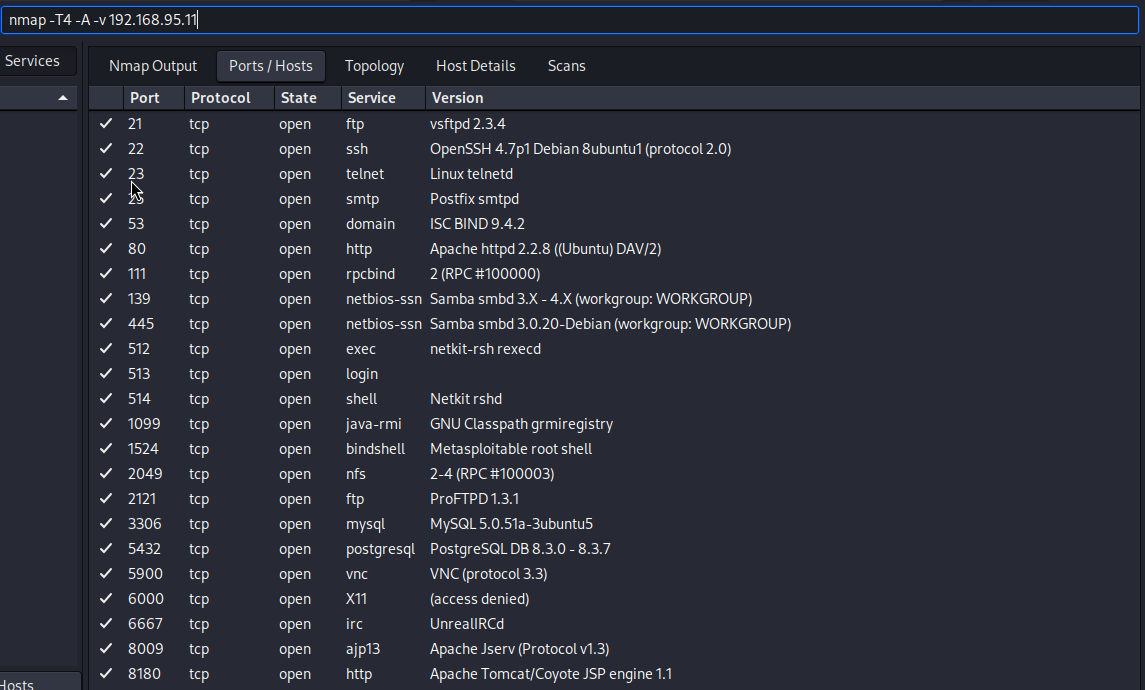 nmap -T4 -A -v 192.168.95.11
Services
Nmap Output Ports / Hosts Topology Host Details Scans
Port Protocol State Service Version
21 tcp open ftp vsftpd 2.3.4
22 tcp open ssh OpenSSH 4.7p1 Debian 8ubuntu1 (protocol 2.0)
23 tcp open telnet Linux telnetd
25 tcp open smtp Postfix smtpd
53 tcp open domain ISC BIND 9.4.2
80 tcp open http Apache httpd 2.2.8 ((Ubuntu) DAV/2)
111 tcp open rpcbind 2 (RPC #100000)
139 tcp open netbios-ssn Samba smbd 3.X - 4.X (workgroup: WORKGROUP)
445 tcp open netbios-ssn Samba smbd 3.0.20-Debian (workgroup: WORKGROUP)
512 tcp open exec netkit-rsh rexecd
513 tcp open login
514 tcp open shell Netkit rshd
1099 tcp open java-rmi GNU Classpath grmiregistry
1524 tcp open bindshell Metasploitable root shell
2049 tcp open nfs 2-4 (RPC #100003)
2121 tcp open ftp ProFTPD 1.3.1
3306 tcp open mysql MySQL 5.0.51a-3ubuntu5
5432 tcp open postgresql PostgreSQL DB 8.3.0 - 8.3.7
5900 tcp open vnc VNC (protocol 3.3)
6000 tcp open X11 (access denied)
6667 tcp open irc UnrealIRCd
8009 tcp open ajp13 Apache Jserv (Protocol v1.3)
8180 tcp open http Apache Tomcat/Coyote JSP engine 1.1
Hosts